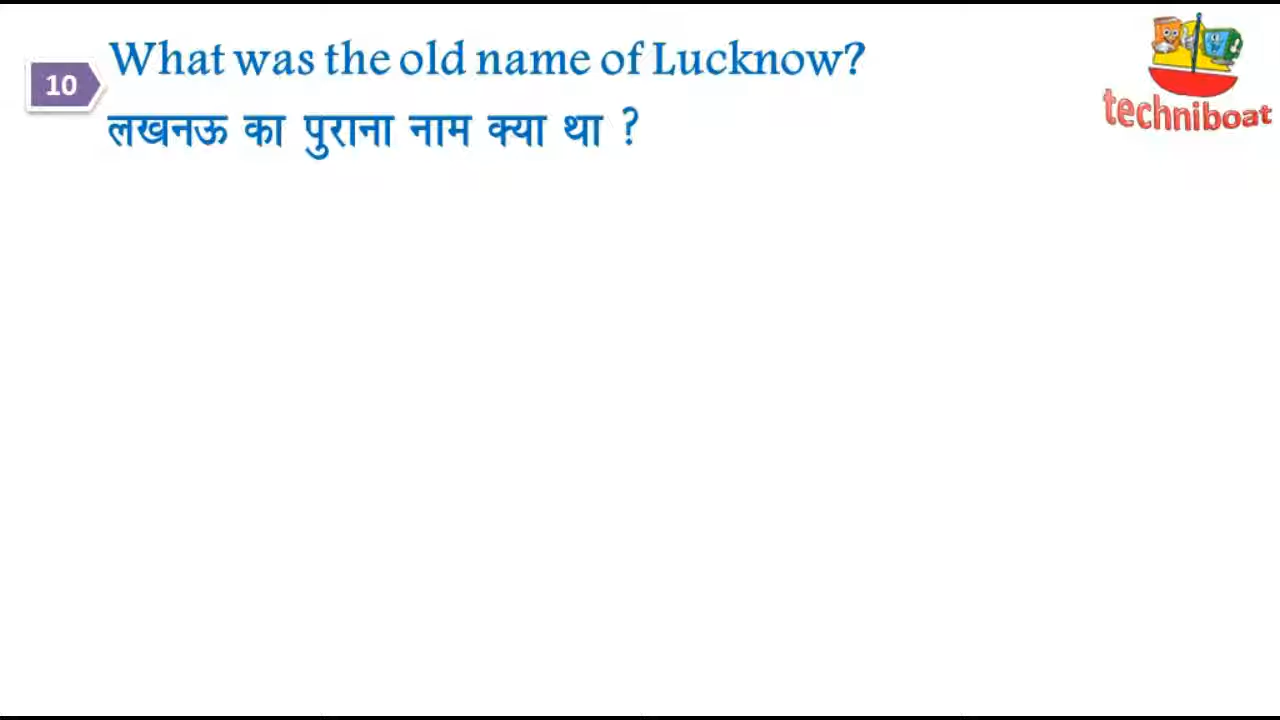 10
What was the old name of Lucknow?
लखनऊ का पुराना नाम क्या था ?
techniboat